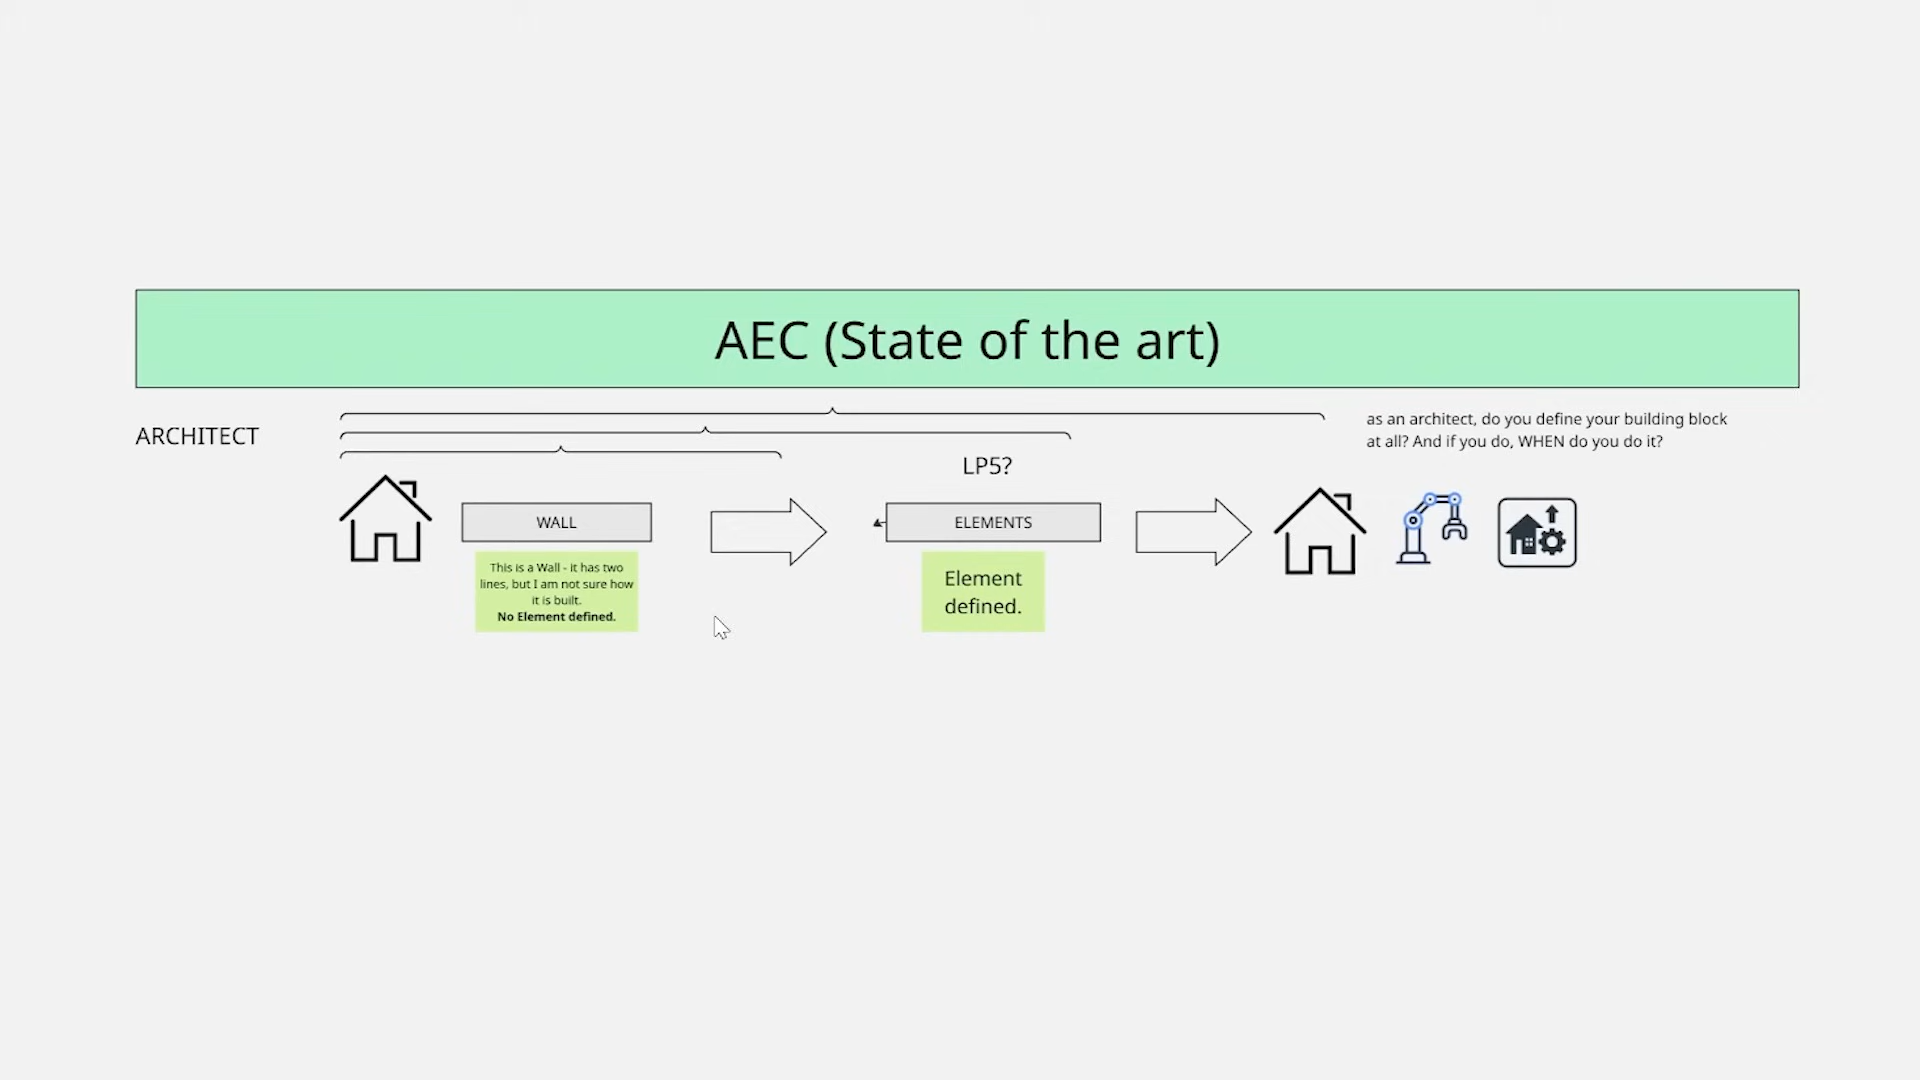 AEC (State of the art)
ARCHITECT
as an architect, do you define your building block
at all? And if you do, WHEN do you do it?
LP5?
WALL
ELEMENTS
This is a Wall - it has two
lines, but I am not sure how
it is built.
No Element defined.
Element
defined.